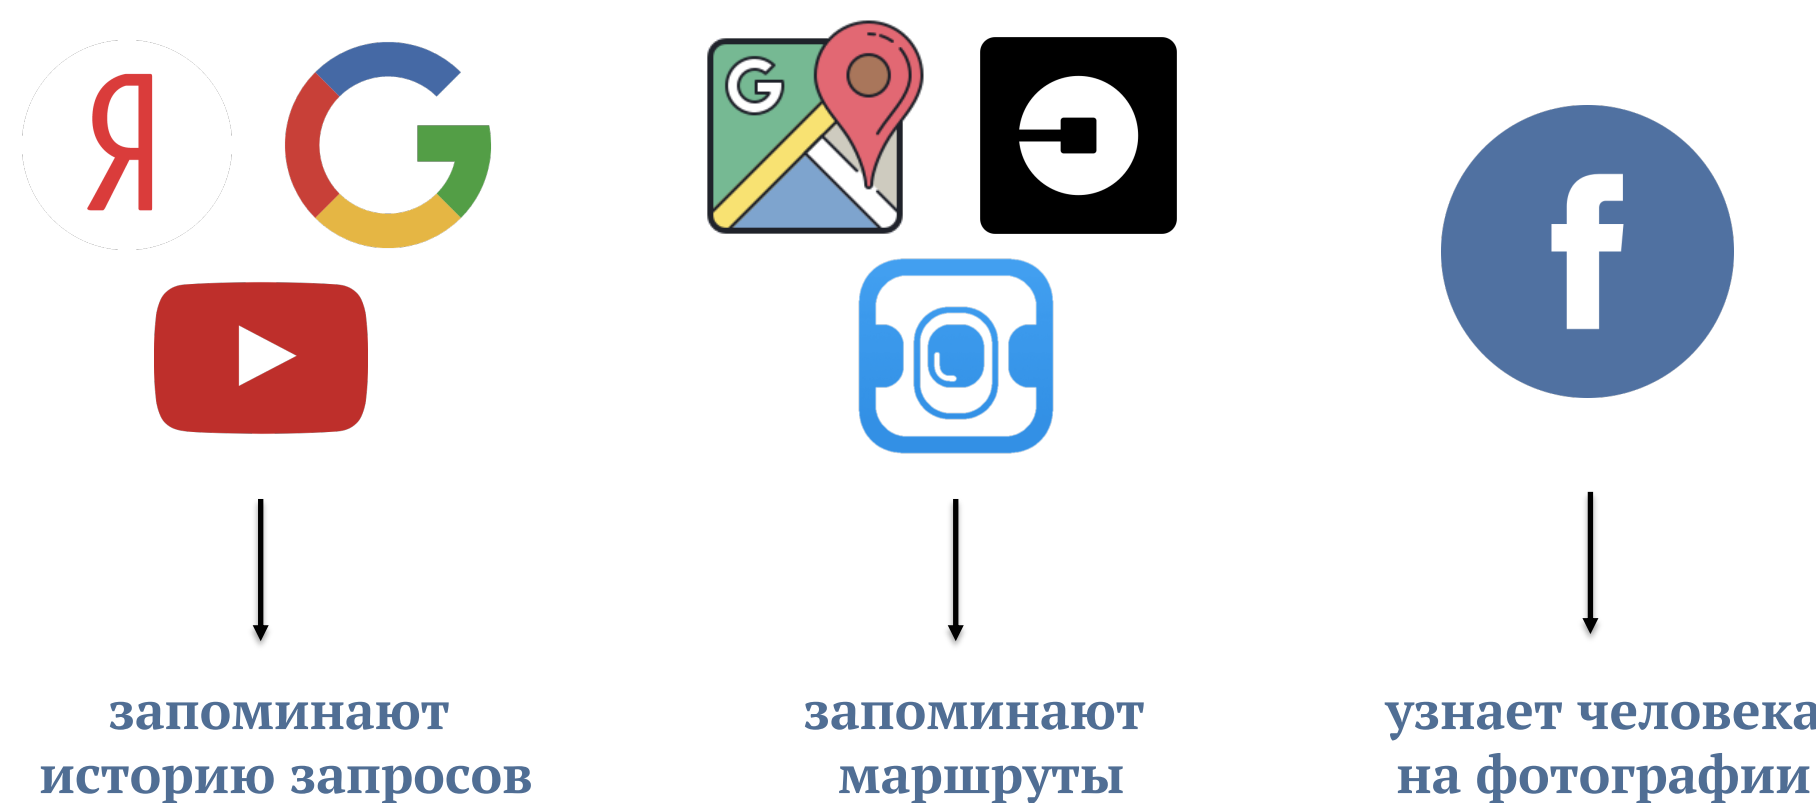 Я
G
G
f
запоминают
историю запросов
запоминают
маршруты
узнает человека
на фотографии